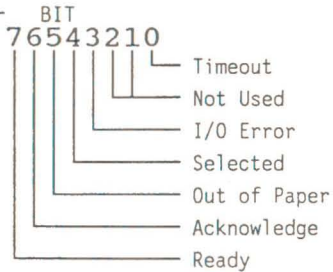 BIT
76543210
Timeout
Not Used
I/O Error
Selected
Out of Paper
Acknowledge
Ready